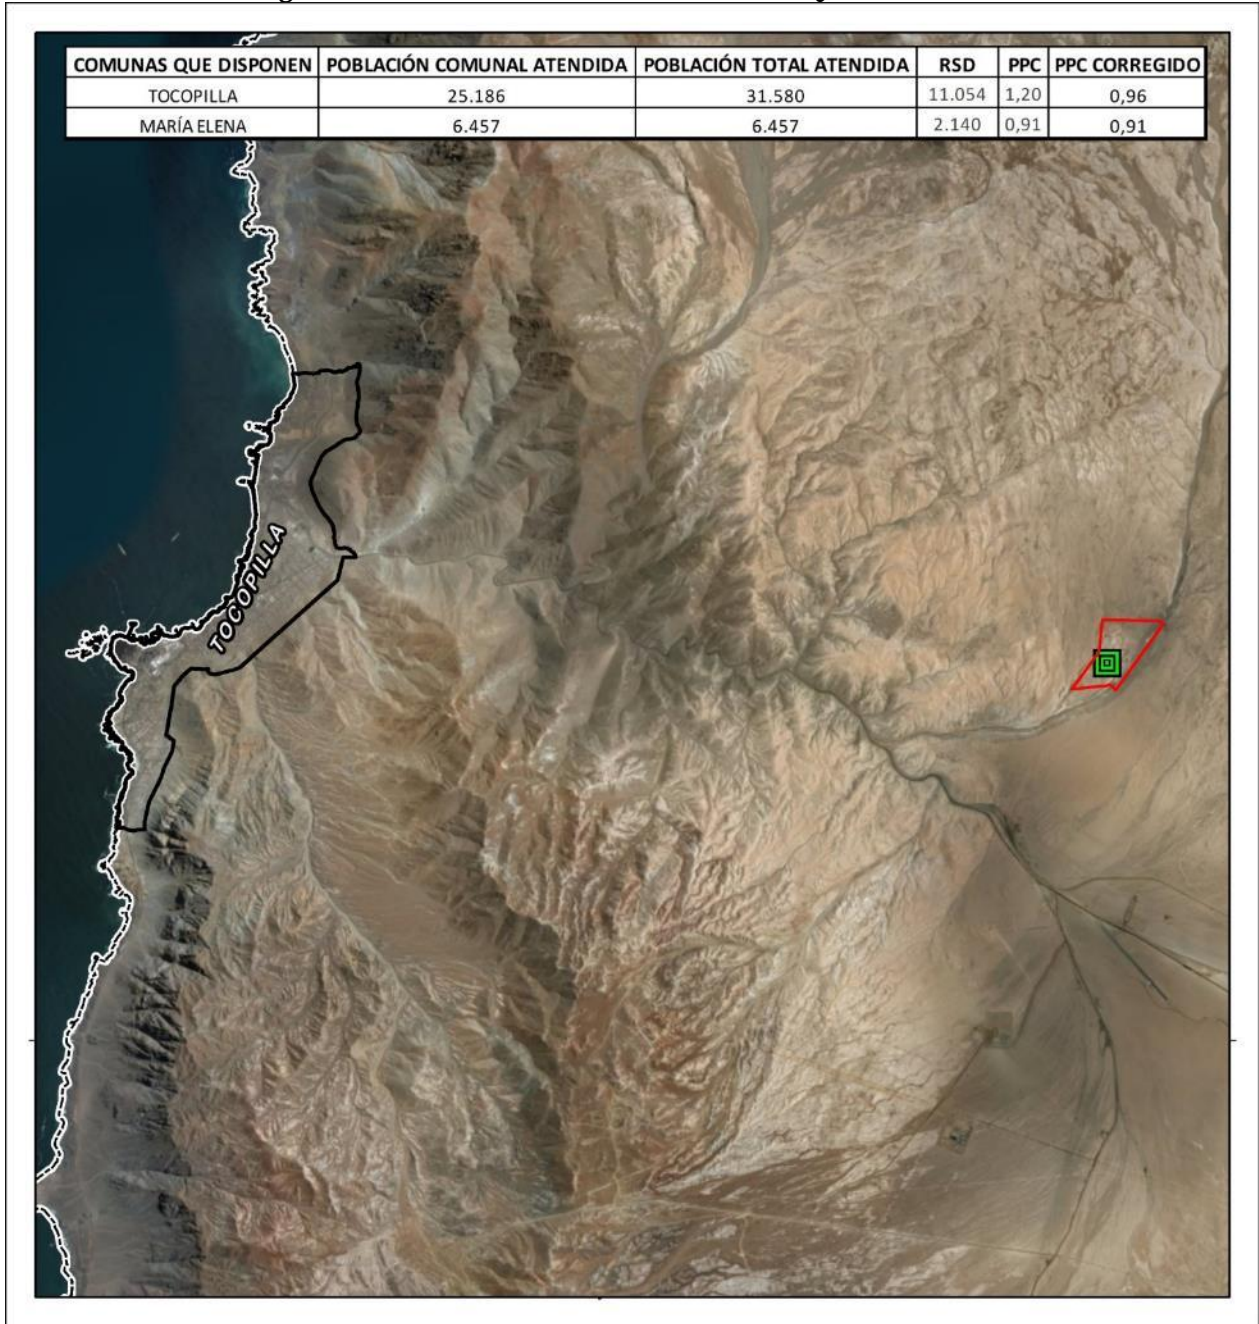 COMUNAS QUE DISPONEN POBLACIÓN COMUNAL ATENDIDA POBLACIÓN TOTAL ATENDIDA RSD PPC PPC CORREGIDO
TOCOPILLA 25.186 31.580 11.054 1,20 0,96
MARÍA ELENA 6.457 6.457 2.140 0,91 0,91
TOCOPILLA